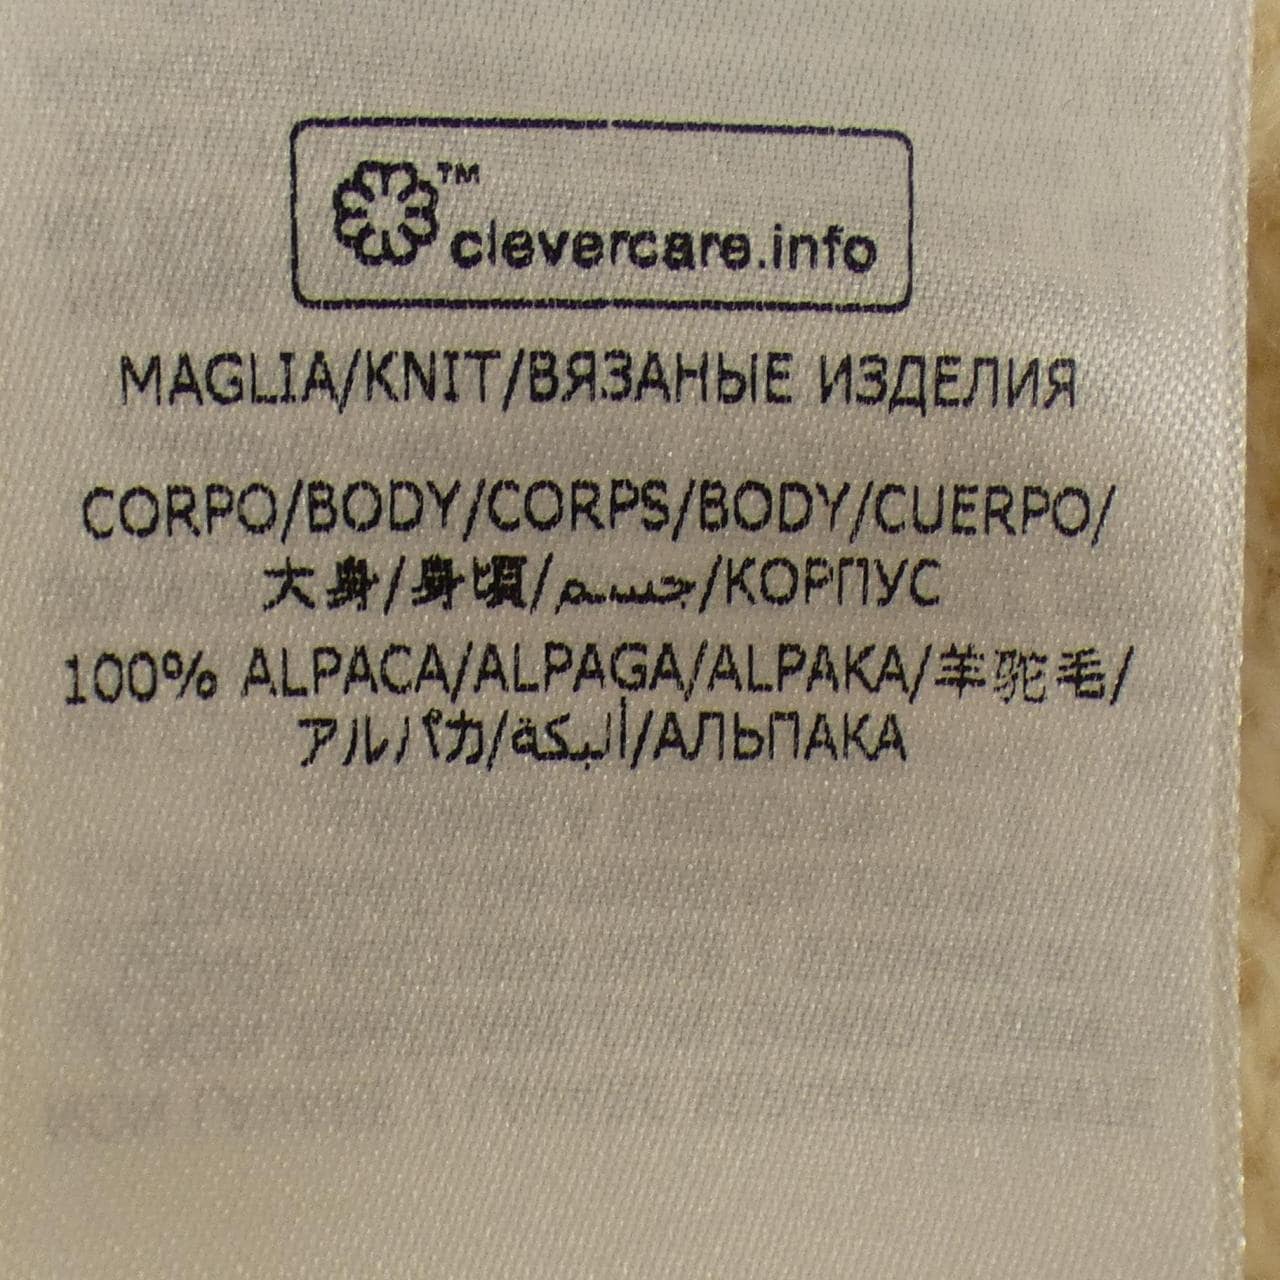 ™
clevercare.info
MAGLIA/KNIT/ВЯЗАНЫЕ ИЗДЕЛИЯ
CORPO/BODY/CORPS/BODY/CUERPO/
大身/身頃/جسم/КОРПУС
100% ALPACA/ALPAGA/ALPAKA/羊驼毛/
アルパカ/ألبكة/АЛЬПАКА